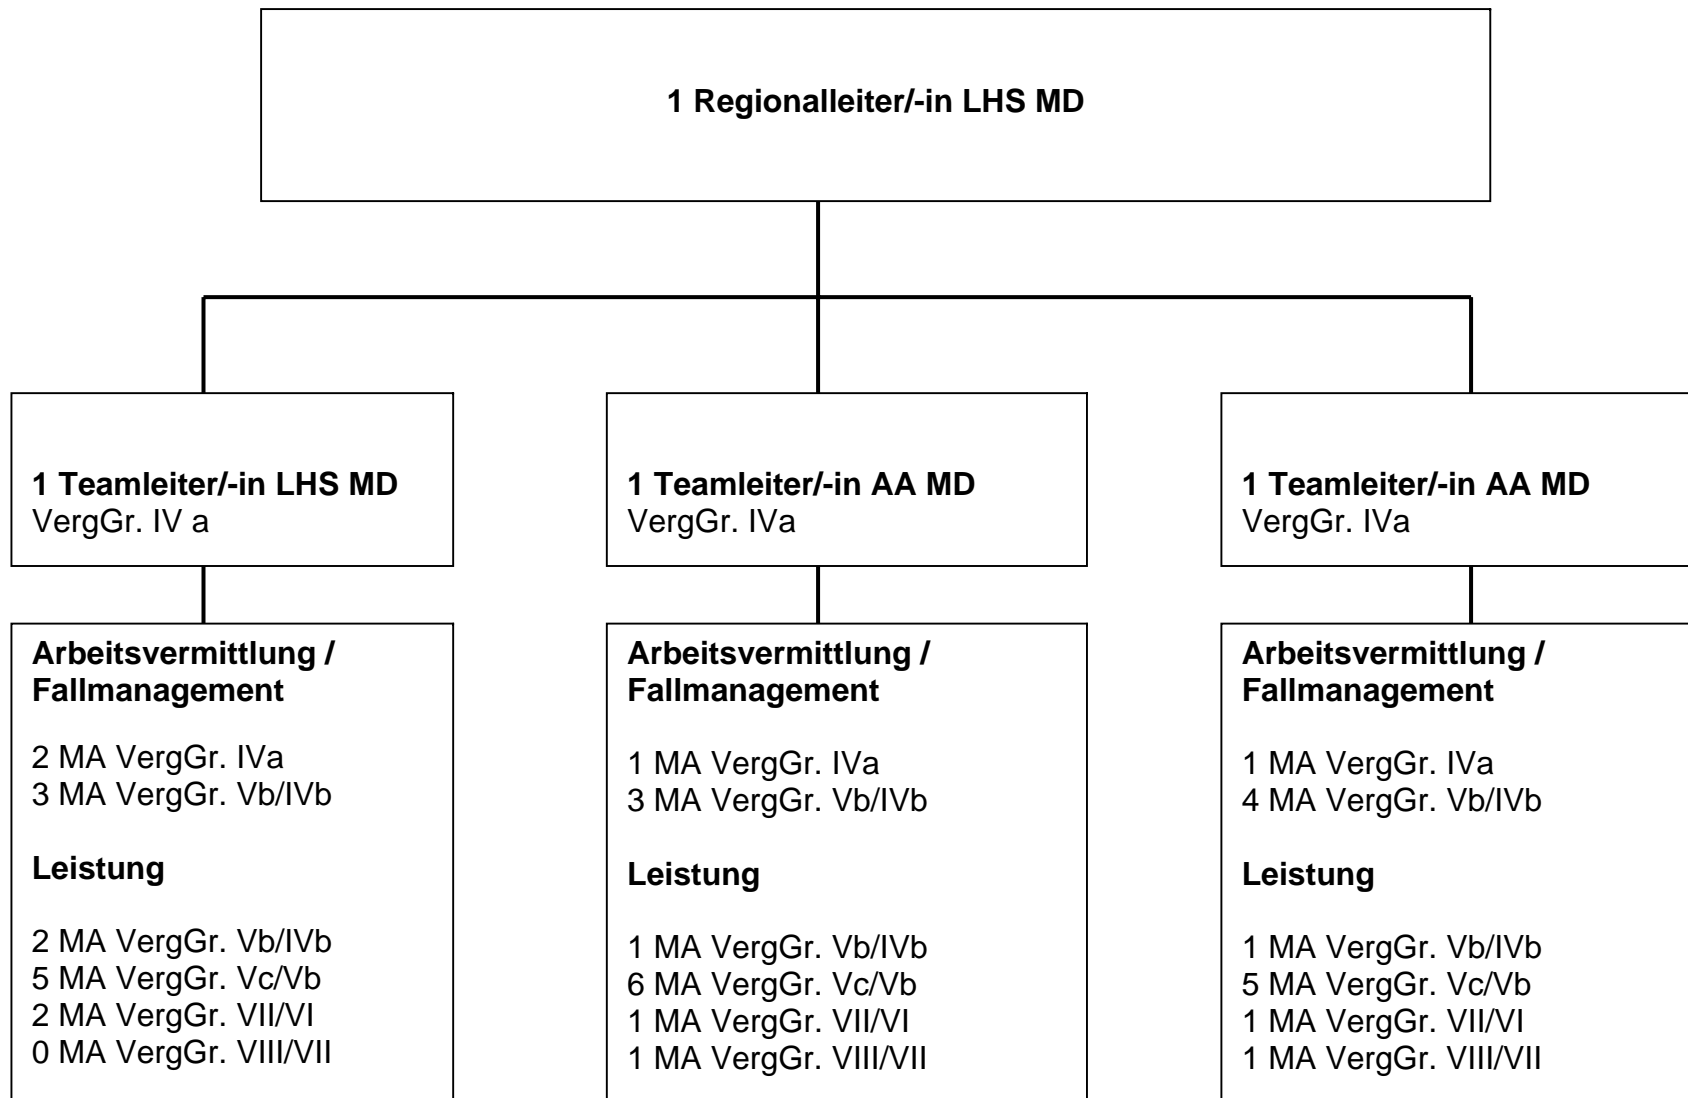 1 Regionalleiter/-in LHS MD
1 Teamleiter/-in LHS MD
VergGr. IV a
1 Teamleiter/-in AA MD
VergGr. IVa
1 Teamleiter/-in AA MD
VergGr. IVa
Arbeitsvermittlung /
Fallmanagement
2 MA VergGr. IVa
3 MA VergGr. Vb/IVb
Leistung
2 MA VergGr. Vb/IVb
5 MA VergGr. Vc/Vb
2 MA VergGr. VII/VI
0 MA VergGr. VIII/VII
Arbeitsvermittlung /
Fallmanagement
1 MA VergGr. IVa
3 MA VergGr. Vb/IVb
Leistung
1 MA VergGr. Vb/IVb
6 MA VergGr. Vc/Vb
1 MA VergGr. VII/VI
1 MA VergGr. VIII/VII
Arbeitsvermittlung /
Fallmanagement
1 MA VergGr. IVa
4 MA VergGr. Vb/IVb
Leistung
1 MA VergGr. Vb/IVb
5 MA VergGr. Vc/Vb
1 MA VergGr. VII/VI
1 MA VergGr. VIII/VII